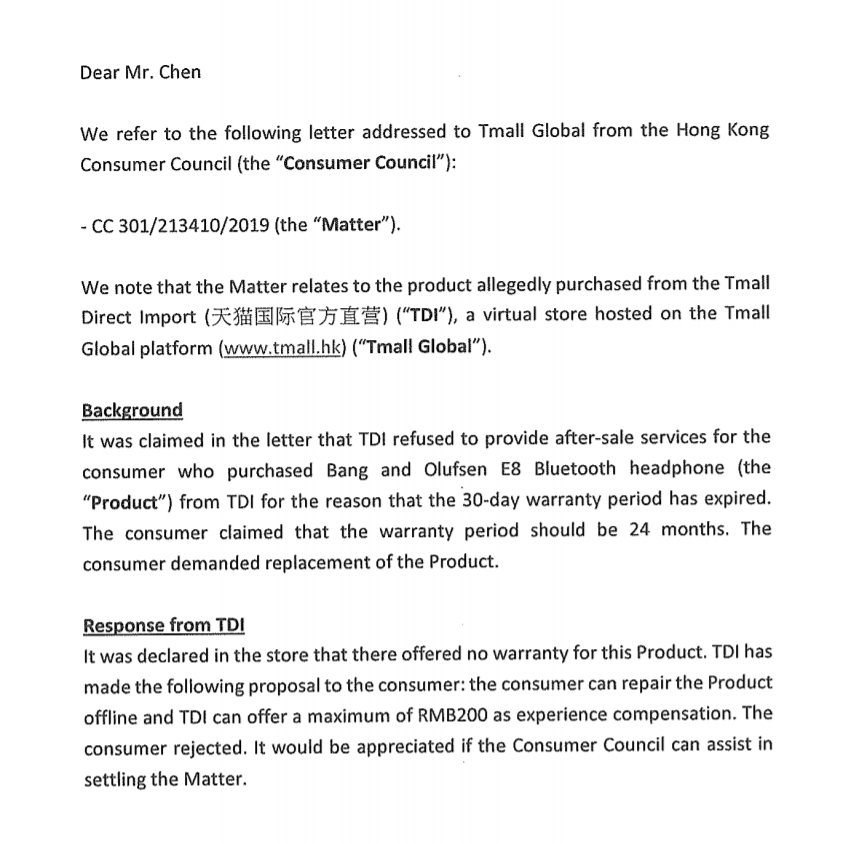 Dear Mr. Chen
We refer to the following letter addressed to Tmall Global from the Hong Kong
Consumer Council (the “Consumer Council”):
- CC 301/213410/2019 (the “Matter”).
We note that the Matter relates to the product allegedly purchased from the Tmall
Direct Import (天猫国际官方直营) (“TDI”), a virtual store hosted on the Tmall
Global platform (www.tmall.hk) (“Tmall Global”).
Background
It was claimed in the letter that TDI refused to provide after-sale services for the
consumer who purchased Bang and Olufsen E8 Bluetooth headphone (the
“Product”) from TDI for the reason that the 30-day warranty period has expired.
The consumer claimed that the warranty period should be 24 months. The
consumer demanded replacement of the Product.
Response from TDI
It was declared in the store that there offered no warranty for this Product. TDI has
made the following proposal to the consumer: the consumer can repair the Product
offline and TDI can offer a maximum of RMB200 as experience compensation. The
consumer rejected. It would be appreciated if the Consumer Council can assist in
settling the Matter.